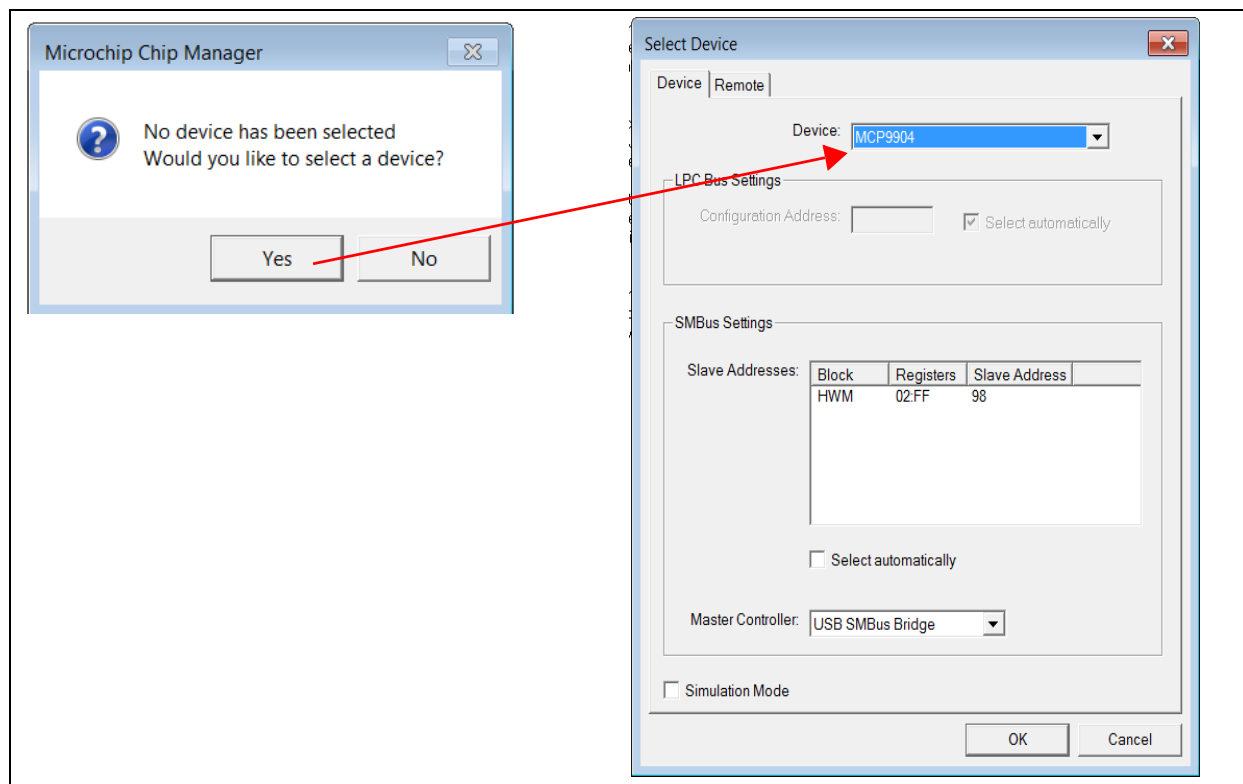 Microchip Chip Manager
No device has been selected
Would you like to select a device?
Yes
No
Select Device
Device
Remote
Device:
MCP9904
LPC Bus Settings
Configuration Address:
Select automatically
SMBus Settings
Slave Addresses:
Block Registers Slave Address
HWM 02:FF 98
Select automatically
Master Controller:
USB SMBus Bridge
Simulation Mode
OK
Cancel